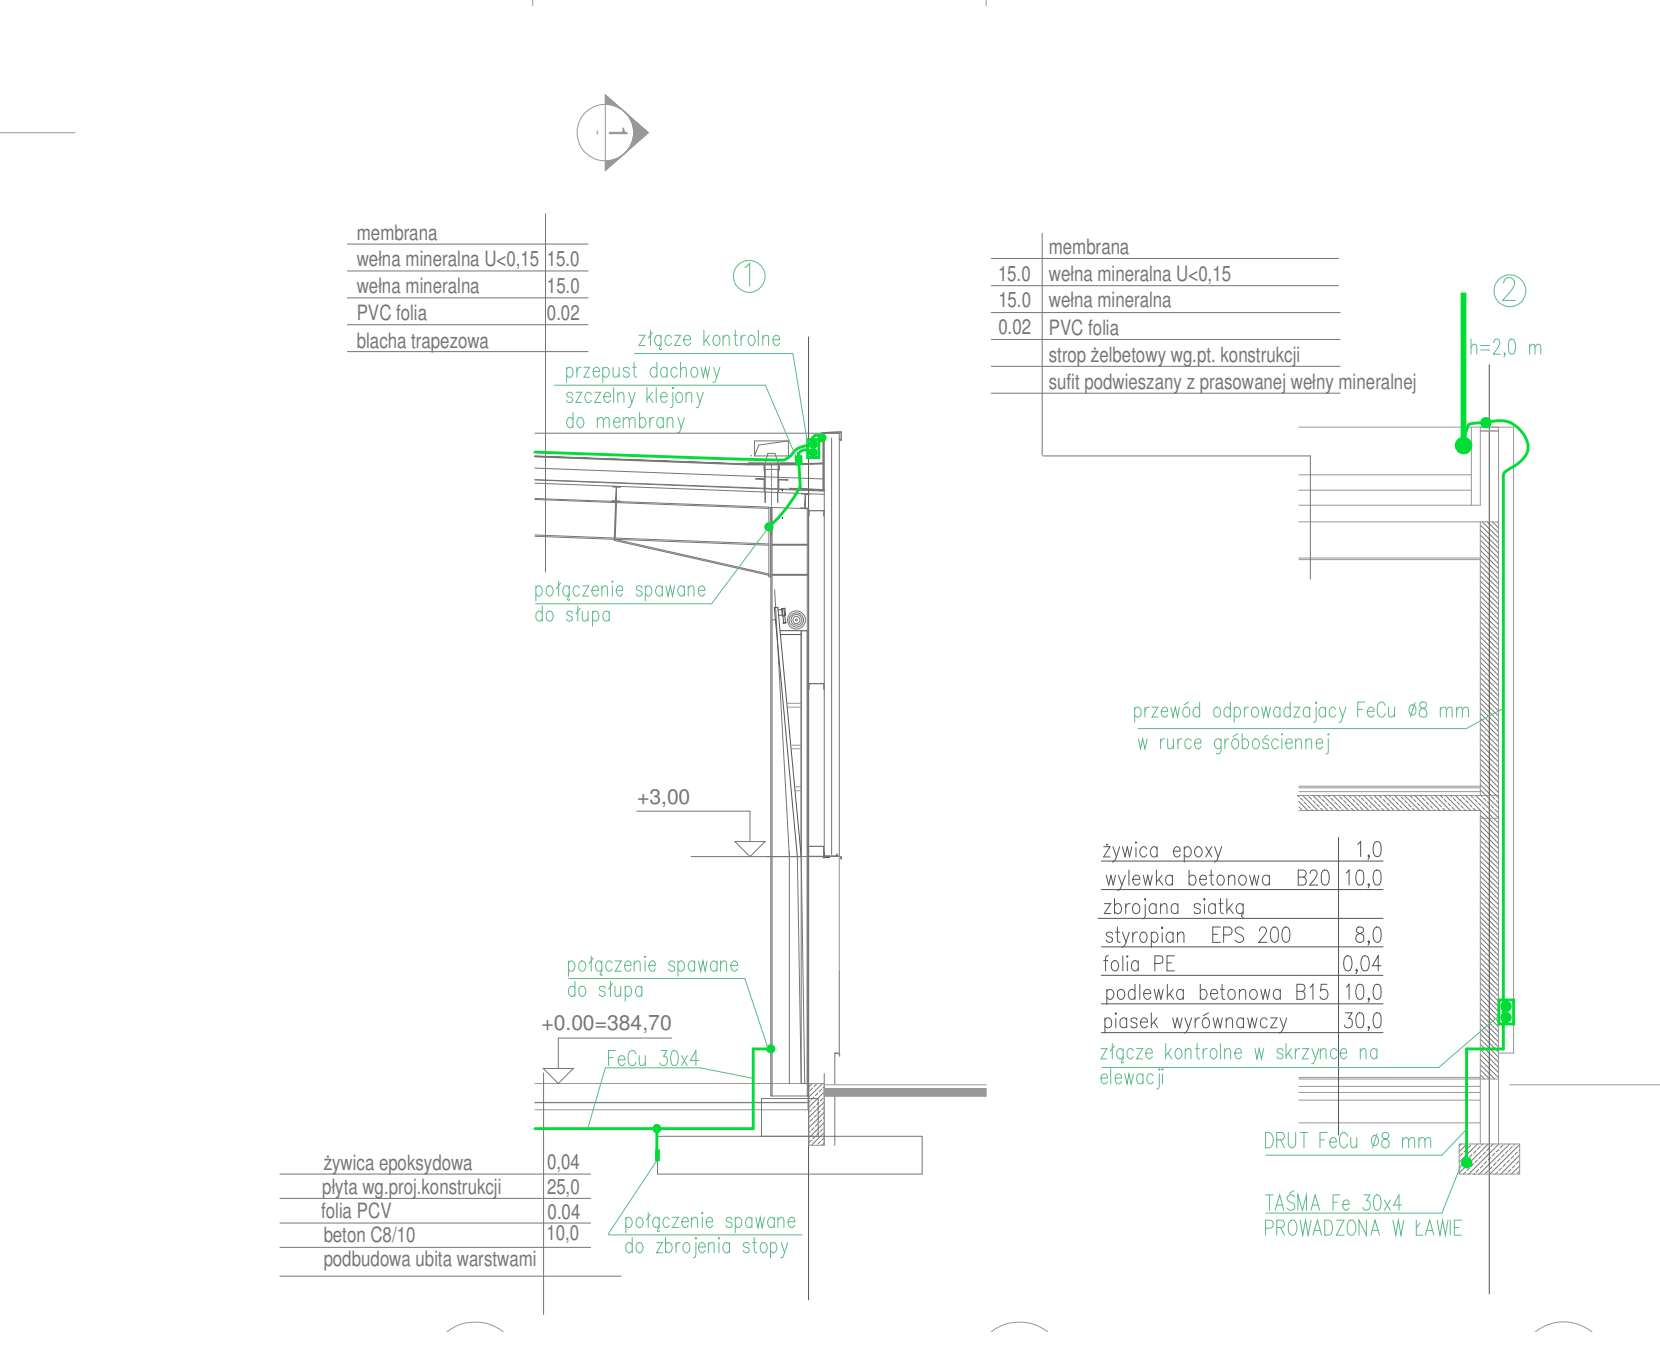 1
membrana
wełna mineralna U<0,15 15.0
wełna mineralna 15.0
PVC folia 0.02
blacha trapezowa
1
złącze kontrolne
przepust dachowy
szczelny klejony
do membrany
połączenie spawane
do słupa
+3,00
połączenie spawane
do słupa
+0.00=384,70
FeCu 30x4
żywica epoksydowa 0,04
płyta wg.proj.konstrukcji 25,0
folia PCV 0.04
beton C8/10 10,0
podbudowa ubita warstwami
połączenie spawane
do zbrojenia stopy
membrana
15.0 wełna mineralna U<0,15
15.0 wełna mineralna
0.02 PVC folia
strop żelbetowy wg.pt. konstrukcji
sufit podwieszany z prasowanej wełny mineralnej
2
h=2,0 m
przewód odprowadzajacy FeCu Ø8 mm
w rurce gróbościennej
żywica epoxy 1,0
wylewka betonowa B20 10,0
zbrojana siatką
styropian EPS 200 8,0
folia PE 0,04
podlewka betonowa B15 10,0
piasek wyrównawczy 30,0
złącze kontrolne w skrzynce na
elewacji
DRUT FeCu Ø8 mm
TAŚMA Fe 30x4
PROWADZONA W ŁAWIE